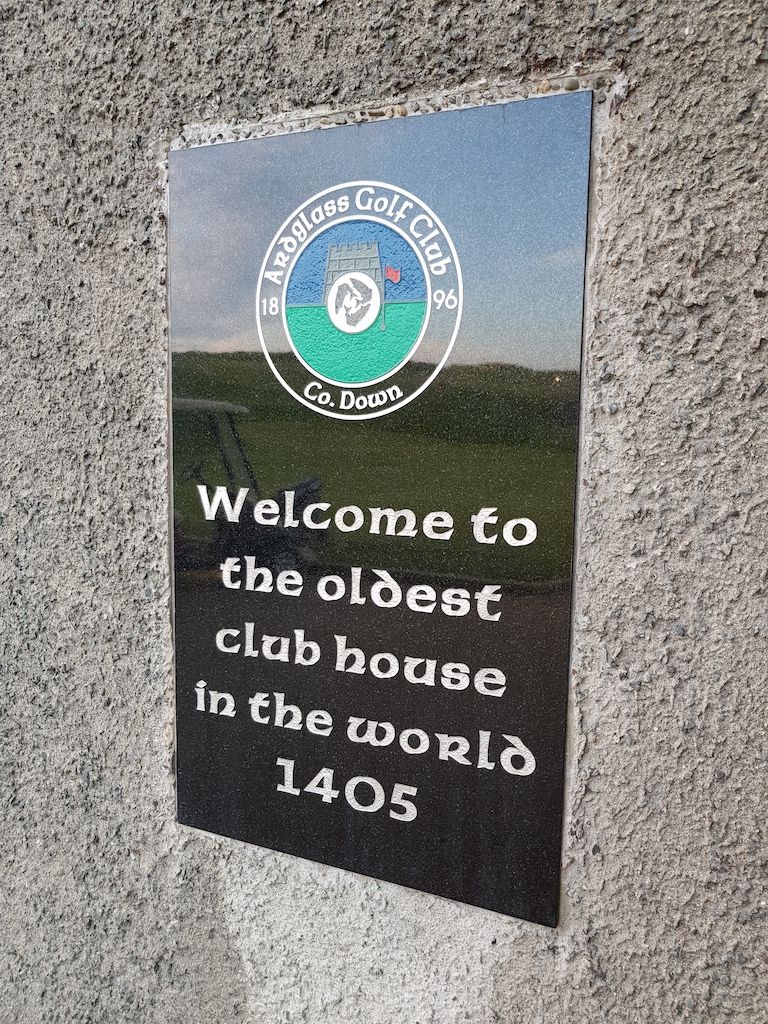 Ardglass Golf Club
18 96
Co. Down
Welcome to
the oldest
club house
in the world
1405